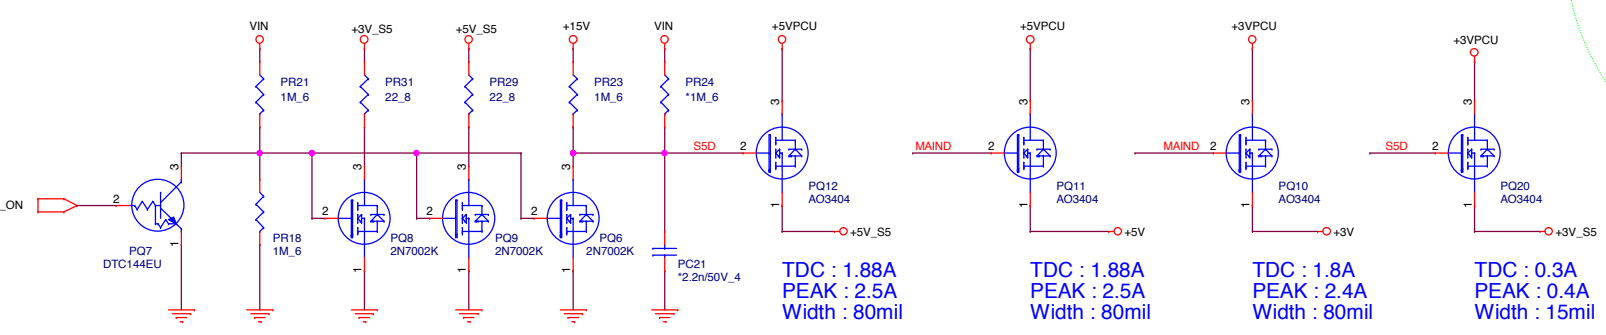 VIN
+3V_S5
+5V_S5
+15V
VIN
+5VPCU
+5VPCU
+3VPCU
+3VPCU
PR21
1M_6
PR31
22_8
PR29
22_8
PR23
1M_6
PR24
*1M_6
3
3
3
3
S5D
2
MAIND
2
MAIND
2
S5D
2
3
3
3
3
_ON
2
2
2
2
PQ12
AO3404
PQ11
AO3404
PQ10
AO3404
PQ20
AO3404
1
1
1
1
+5V_S5
+5V
+3V
+3V_S5
1
PQ7
DTC144EU
PR18
1M_6
PQ8
2N7002K
PQ9
2N7002K
PQ6
2N7002K
1
1
1
PC21
*2.2n/50V_4
TDC : 1.88A
PEAK : 2.5A
Width : 80mil
TDC : 1.88A
PEAK : 2.5A
Width : 80mil
TDC : 1.8A
PEAK : 2.4A
Width : 80mil
TDC : 0.3A
PEAK : 0.4A
Width : 15mil